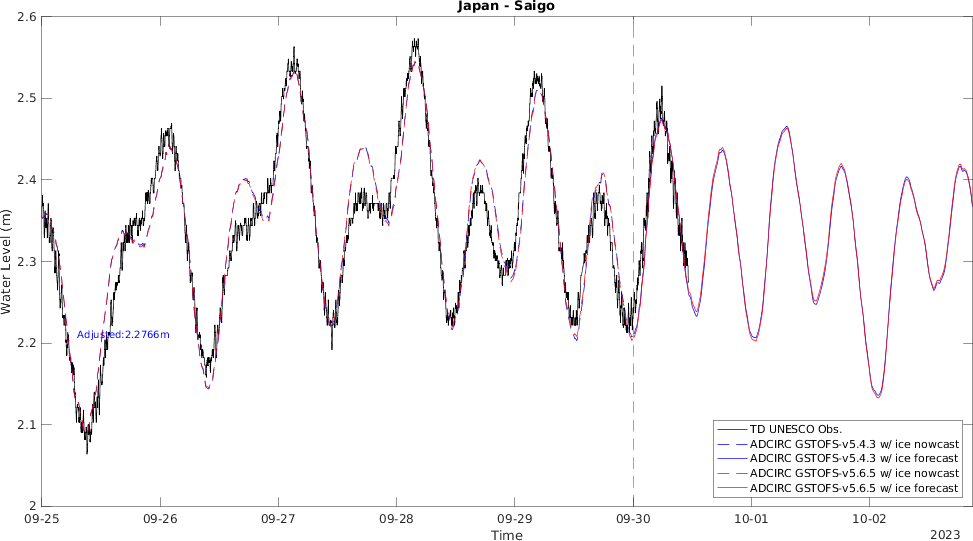 Japan - Saigo
2.6
2.5
2.4
2.3
2.2
2.1
2
Water Level (m)
Adjusted:2.2766m
TD UNESCO Obs.
ADCIRC GSTOFS-v5.4.3 w/ ice nowcast
ADCIRC GSTOFS-v5.4.3 w/ ice forecast
ADCIRC GSTOFS-v5.6.5 w/ ice nowcast
ADCIRC GSTOFS-v5.6.5 w/ ice forecast
09-25 09-26 09-27 09-28 09-29 09-30 10-01 10-02
Time
2023